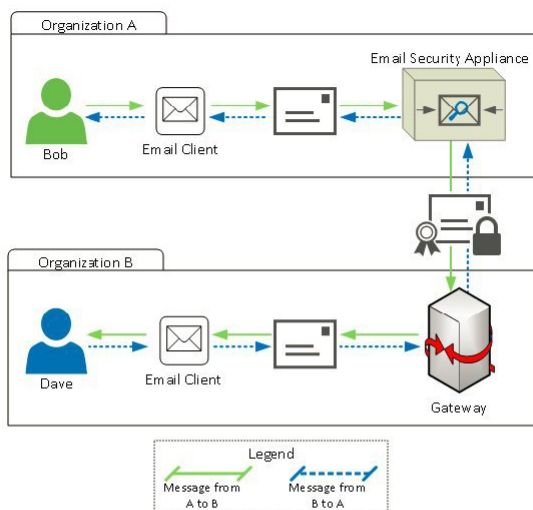 Organization A
Email Security Appliance
Bob
Email Client
Organization B
Dave
Email Client
Gateway
Legend
Message from
A to B
Message from
B to A